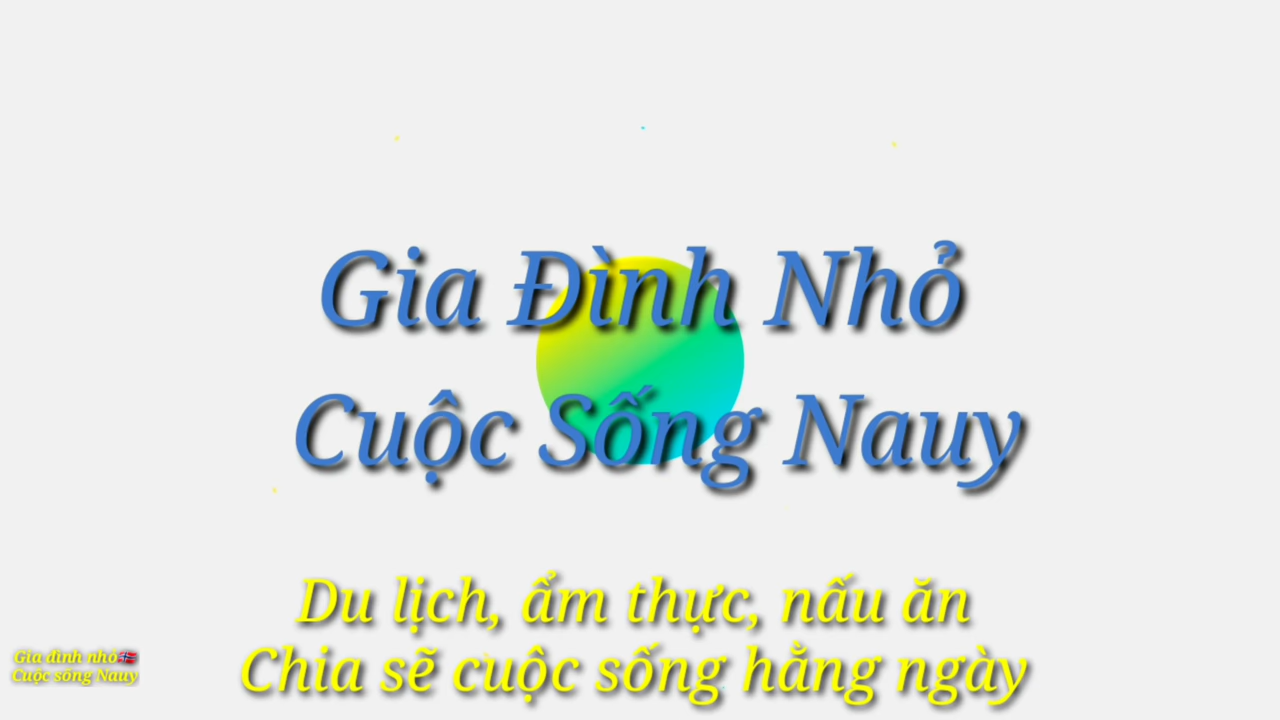 Gia Đình Nhỏ
Cuộc Sống Nauy
Du lịch, ẩm thực, nấu ăn
Chia sẽ cuộc sống hằng ngày
Gia đình nhỏ🇳🇴
Cuộc sống Nauy